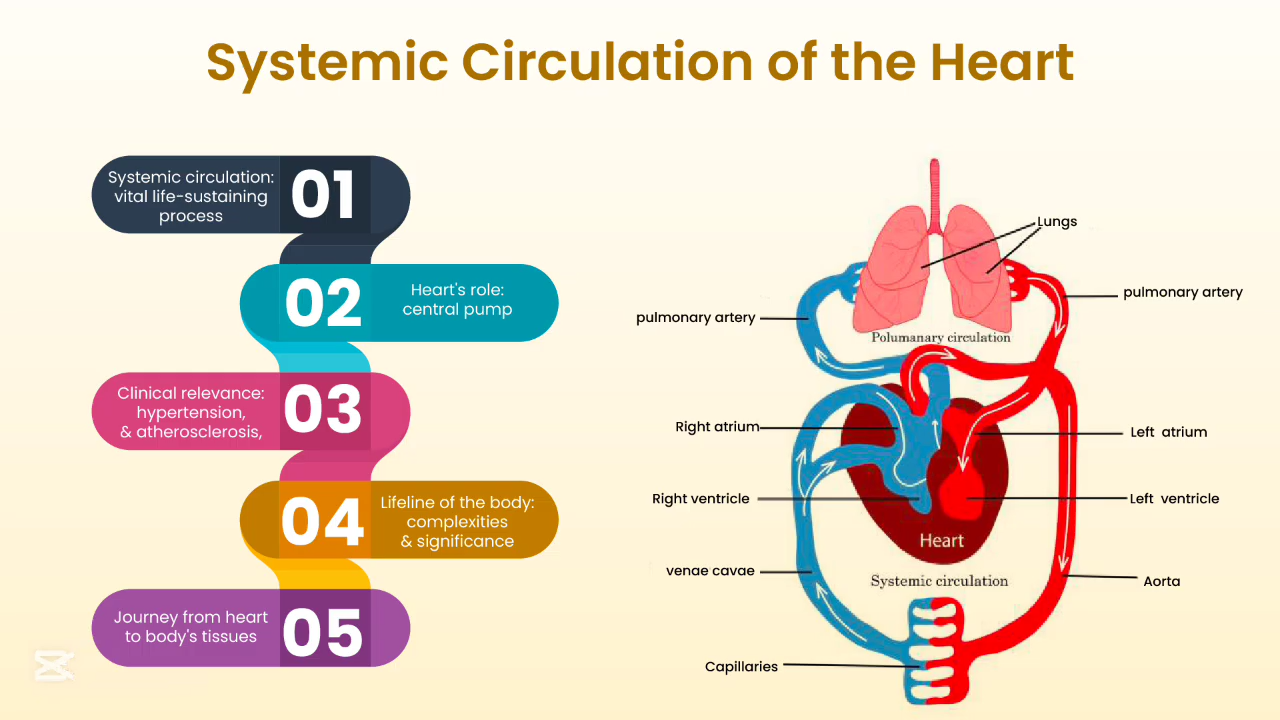 Systemic Circulation of the Heart
Systemic circulation:
vital life-sustaining
process
01
02
Heart's role:
central pump
Clinical relevance:
hypertension,
& atherosclerosis,
03
04
Lifeline of the body:
complexities
& significance
Journey from heart
to body's tissues
05
Lungs
pulmonary artery
pulmonary artery
Polumanary circulation
Right atrium
Left atrium
Right ventricle
Left ventricle
Heart
venae cavae
Systemic circulation
Aorta
Capillaries